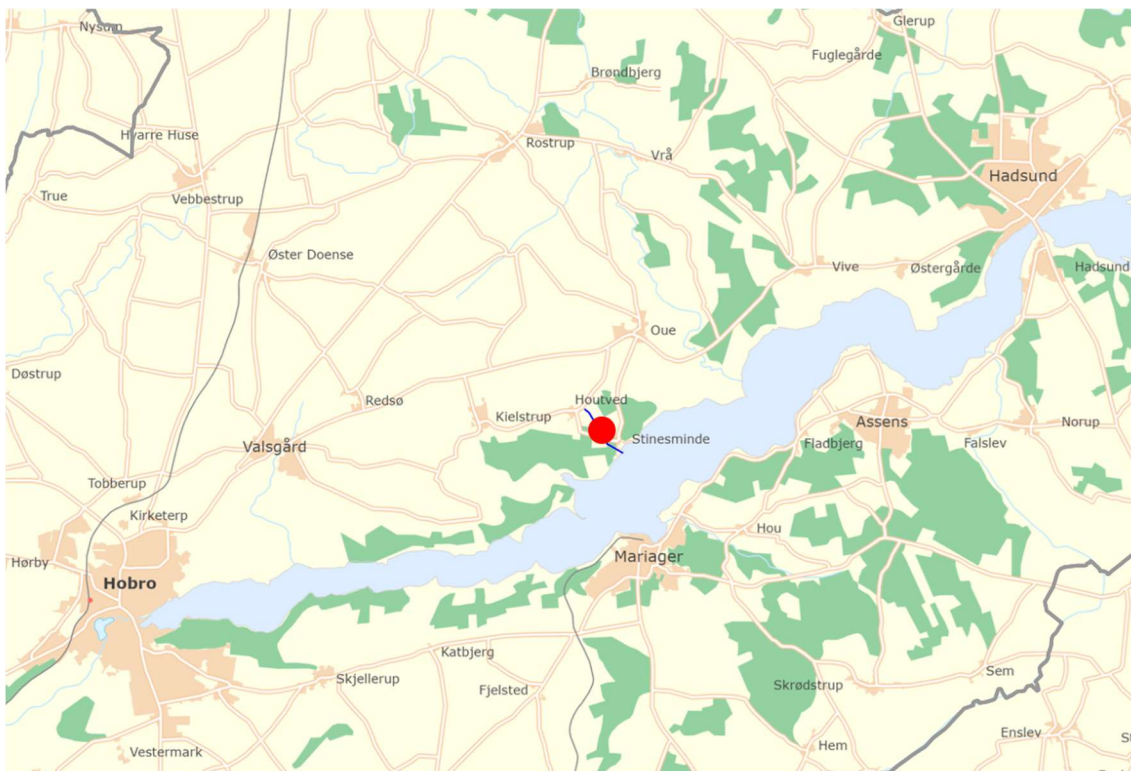 Glerup
Nysum
Fuglegårde
Brøndbjerg
Hvarre Huse
Rostrup
Vrå
Hadsund
True
Vebbestrup
Øster Doense
Vive
Østergårde
Hadsund
Oue
Døstrup
Redsø
Houtved
Kielstrup
Assens
Norup
Stinesminde
Fladbjerg
Falslev
Valsgård
Tobberup
Kirketerp
Hou
Mariager
Hørby
Hobro
Katbjerg
Sem
Skjellerup
Fjelsted
Skrødstrup
Enslev
Hem
Vestermark